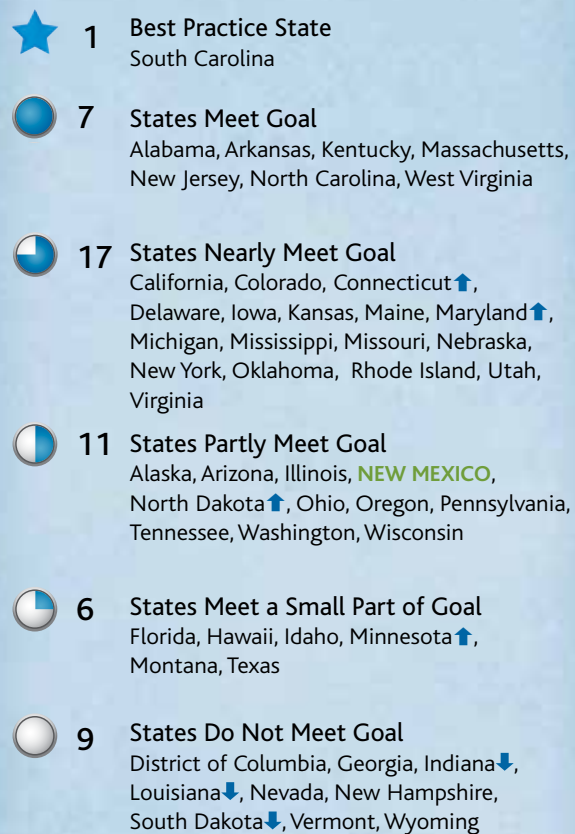 1 Best Practice State
South Carolina
7 States Meet Goal
Alabama, Arkansas, Kentucky, Massachusetts,
New Jersey, North Carolina, West Virginia
17 States Nearly Meet Goal
California, Colorado, Connecticut⬆,
Delaware, Iowa, Kansas, Maine, Maryland⬆,
Michigan, Mississippi, Missouri, Nebraska,
New York, Oklahoma, Rhode Island, Utah,
Virginia
11 States Partly Meet Goal
Alaska, Arizona, Illinois, NEW MEXICO,
North Dakota⬆, Ohio, Oregon, Pennsylvania,
Tennessee, Washington, Wisconsin
6 States Meet a Small Part of Goal
Florida, Hawaii, Idaho, Minnesota⬆,
Montana, Texas
9 States Do Not Meet Goal
District of Columbia, Georgia, Indiana⬇,
Louisiana⬇, Nevada, New Hampshire,
South Dakota⬇, Vermont, Wyoming